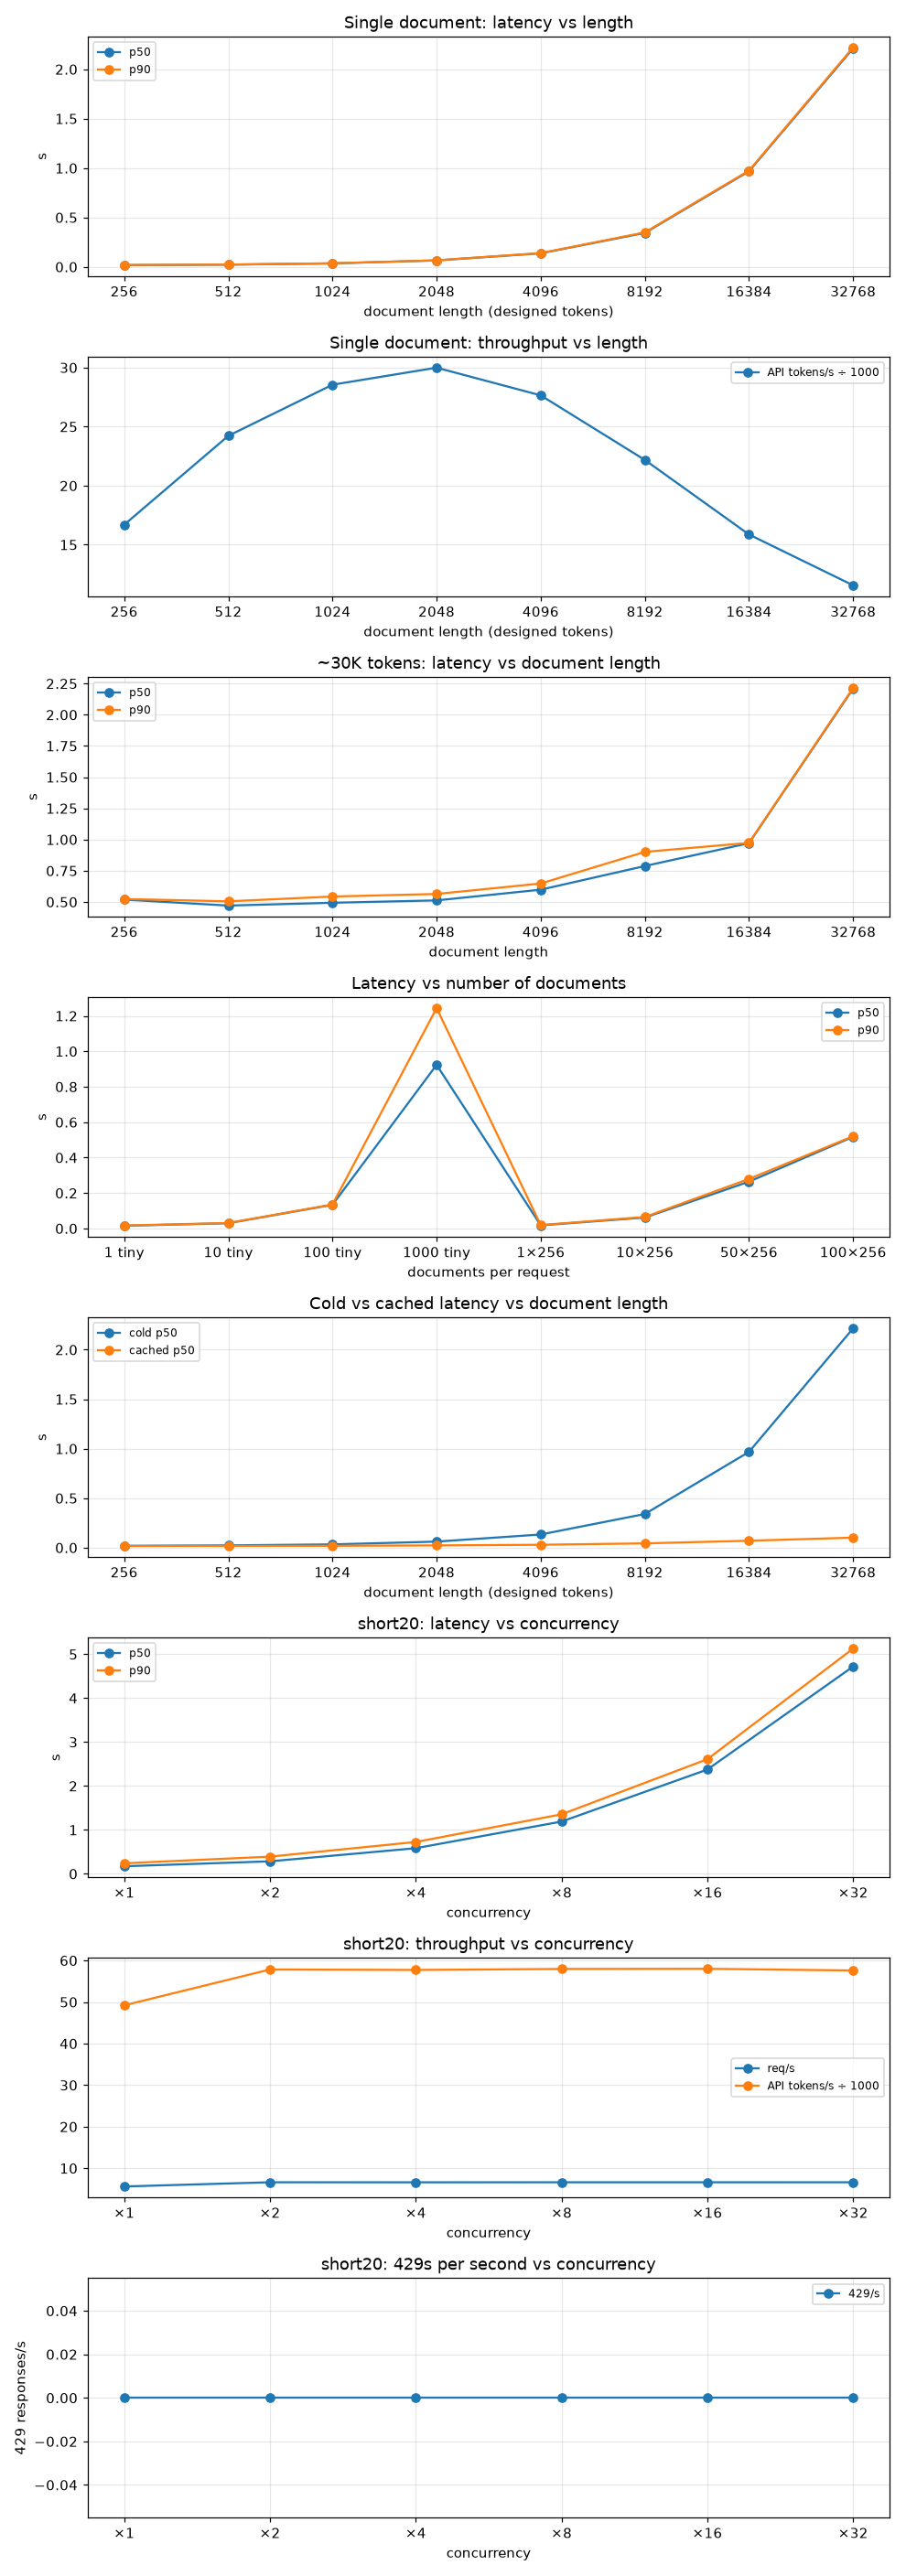 Single document: latency vs length
p50
p90
2.0
1.5
1.0
0.5
0.0
s
256 512 1024 2048 4096 8192 16384 32768
document length (designed tokens)
Single document: throughput vs length
API tokens/s ÷ 1000
30
25
20
15
256 512 1024 2048 4096 8192 16384 32768
document length (designed tokens)
~30K tokens: latency vs document length
p50
p90
2.25
2.00
1.75
1.50
1.25
1.00
0.75
0.50
s
256 512 1024 2048 4096 8192 16384 32768
document length
Latency vs number of documents
p50
p90
1.2
1.0
0.8
0.6
0.4
0.2
0.0
s
1 tiny 10 tiny 100 tiny 1000 tiny 1×256 10×256 50×256 100×256
documents per request
Cold vs cached latency vs document length
cold p50
cached p50
2.0
1.5
1.0
0.5
0.0
s
256 512 1024 2048 4096 8192 16384 32768
document length (designed tokens)
short20: latency vs concurrency
p50
p90
5
4
3
2
1
0
s
×1 ×2 ×4 ×8 ×16 ×32
concurrency
short20: throughput vs concurrency
60
50
40
30
20
10
req/s
API tokens/s ÷ 1000
×1 ×2 ×4 ×8 ×16 ×32
concurrency
short20: 429s per second vs concurrency
429/s
0.04
0.02
0.00
−0.02
−0.04
429 responses/s
×1 ×2 ×4 ×8 ×16 ×32
concurrency